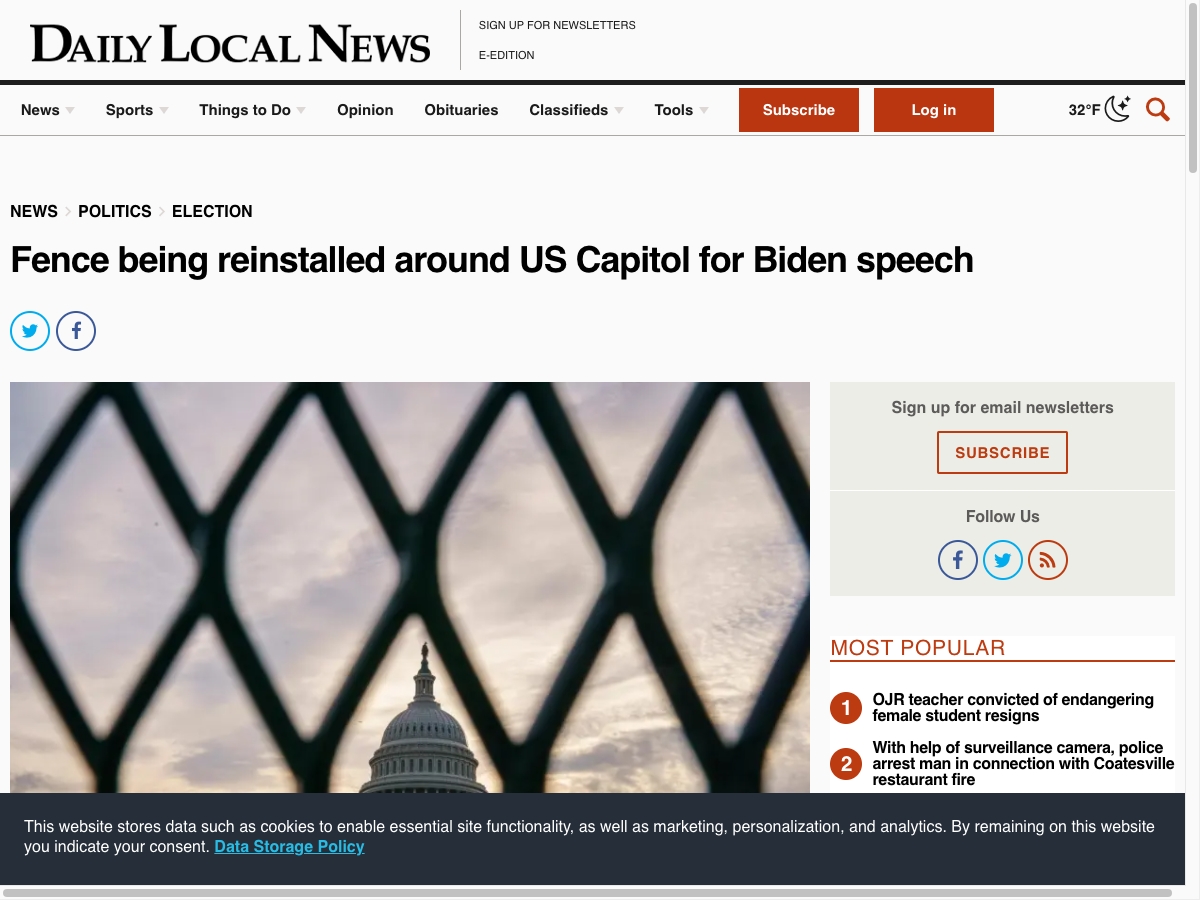 DAILY LOCAL NEWS
SIGN UP FOR NEWSLETTERS
E-EDITION
News
Sports
Things to Do
Opinion
Obituaries
Classifieds
Tools
Subscribe
Log in
32°F
NEWS
POLITICS
ELECTION
Fence being reinstalled around US Capitol for Biden speech
Sign up for email newsletters
SUBSCRIBE
Follow Us
MOST POPULAR
1
OJR teacher convicted of endangering
female student resigns
2
With help of surveillance camera, police
arrest man in connection with Coatesville
restaurant fire
This website stores data such as cookies to enable essential site functionality, as well as marketing, personalization, and analytics. By remaining on this website
you indicate your consent. Data Storage Policy